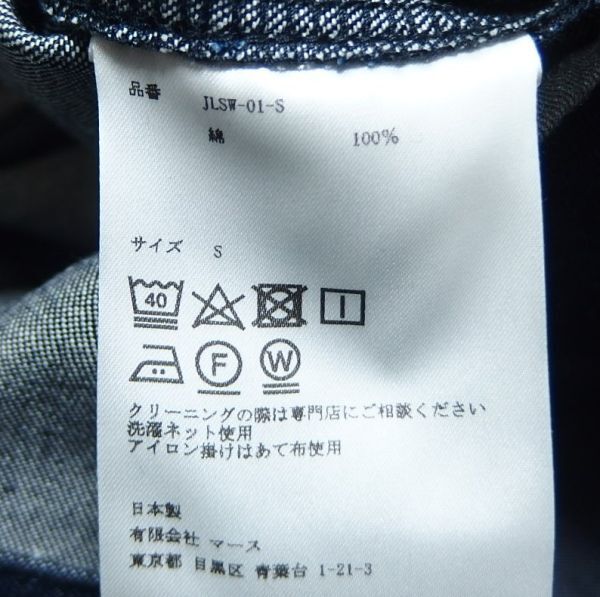 品番 JLSW-01-S
綿 100%
サイズ S
40
F W
クリーニングの際は専門店にご相談ください
洗濯ネット使用
アイロン掛けはあて布使用
日本製
有限会社 マース
東京都 目黒区 青葉台 1-21-3